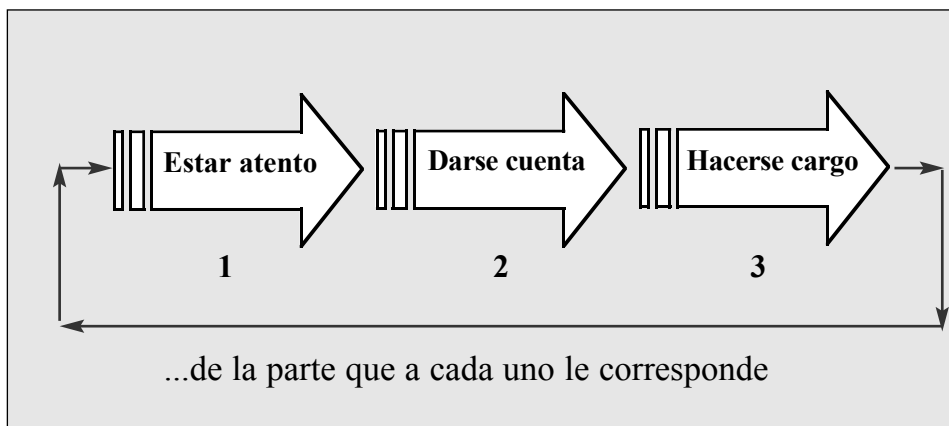 Estar atento
Darse cuenta
Hacerse cargo
1
2
3
...de la parte que a cada uno le corresponde